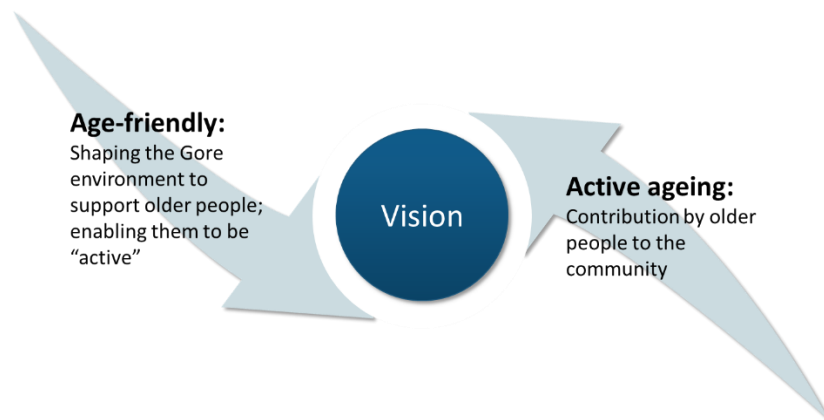 Age-friendly:
Shaping the Gore
environment to
support older people;
enabling them to be
“active”
Vision
Active ageing:
Contribution by older
people to the
community